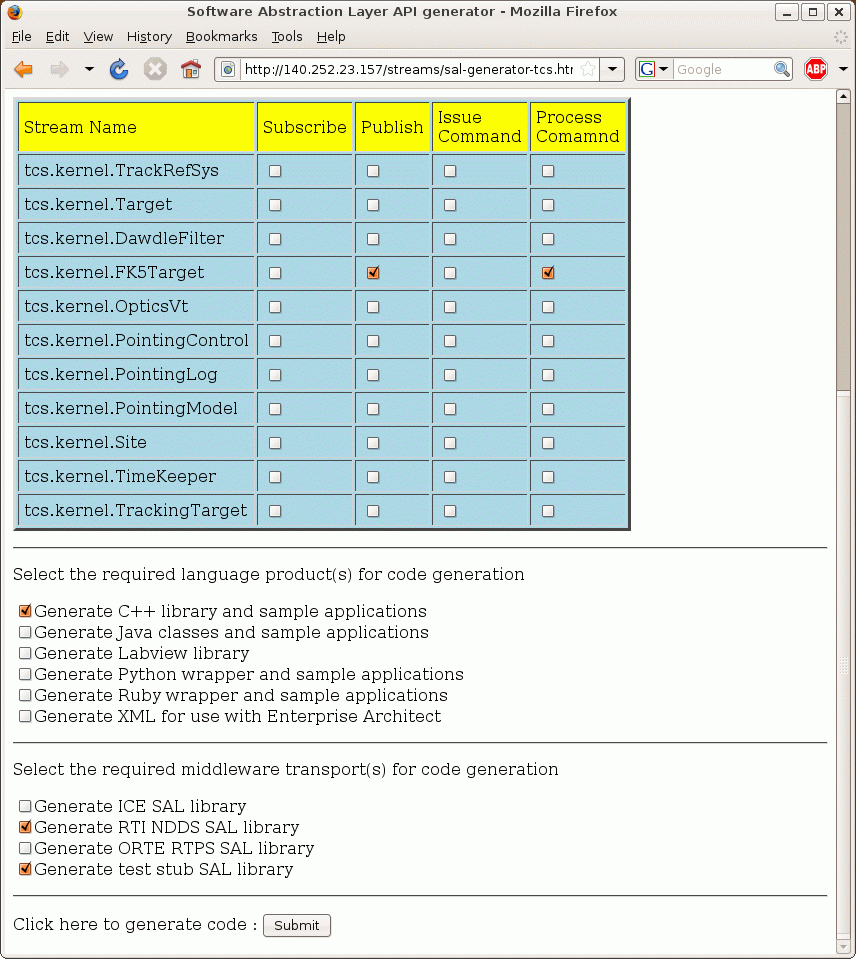 Software Abstraction Layer API generator - Mozilla Firefox
File Edit View History Bookmarks Tools Help
http://140.252.23.157/streams/sal-generator-tcs.htm
G Google ABP
Stream Name Subscribe Publish Issue Command Process Comamnd
tcs.kernel.TrackRefSys
tcs.kernel.Target
tcs.kernel.DawdleFilter
tcs.kernel.FK5Target
tcs.kernel.OpticsVt
tcs.kernel.PointingControl
tcs.kernel.PointingLog
tcs.kernel.PointingModel
tcs.kernel.Site
tcs.kernel.TimeKeeper
tcs.kernel.TrackingTarget
Select the required language product(s) for code generation
Generate C++ library and sample applications
Generate Java classes and sample applications
Generate Labview library
Generate Python wrapper and sample applications
Generate Ruby wrapper and sample applications
Generate XML for use with Enterprise Architect
Select the required middleware transport(s) for code generation
Generate ICE SAL library
Generate RTI NDDS SAL library
Generate ORTE RTPS SAL library
Generate test stub SAL library
Click here to generate code : Submit